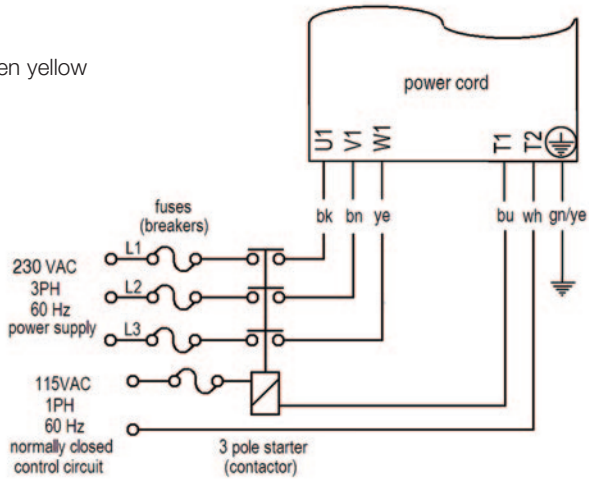 en yellow
power cord
U1
V1
W1
T1
T2
bk bn ye bu wh gn/ye
fuses
(breakers)
L1
230 VAC
3PH
60 Hz
power supply
L2
L3
115VAC
1PH
60 Hz
normally closed
control circuit
3 pole starter
(contactor)